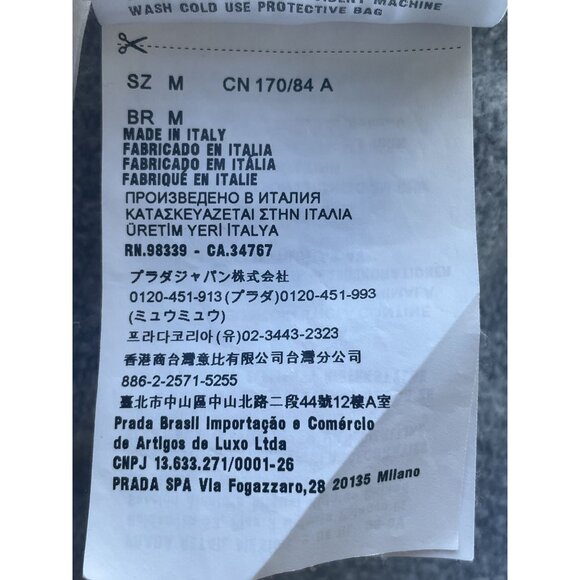 MACHINE
WASH COLD USE PROTECTIVE BAG
SZ M CN 170/84 A
BR M
MADE IN ITALY
FABRICADO EN ITALIA
FABRICADO EM ITÁLIA
FABRIQUÉ EN ITALIE
ПРОИЗВЕДЕНО В ИТАЛИЯ
ΚΑΤΑΣΚΕΥΑΖΕΤΑΙ ΣΤΗΝ ΙΤΑΛΙΑ
ÜRETİM YERİ İTALYA
RN.98339 - CA.34767
プラダジャパン株式会社
0120-451-913(プラダ)0120-451-993
(ミュウミュウ)
프라다코리아(유)02-3443-2323
香港商台灣意比有限公司台灣分公司
886-2-2571-5255
臺北市中山區中山北路二段44號12樓A室
Prada Brasil Importação e Comércio
de Artigos de Luxo Ltda
CNPJ 13.633.271/0001-26
PRADA SPA Via Fogazzaro,28 20135 Milano